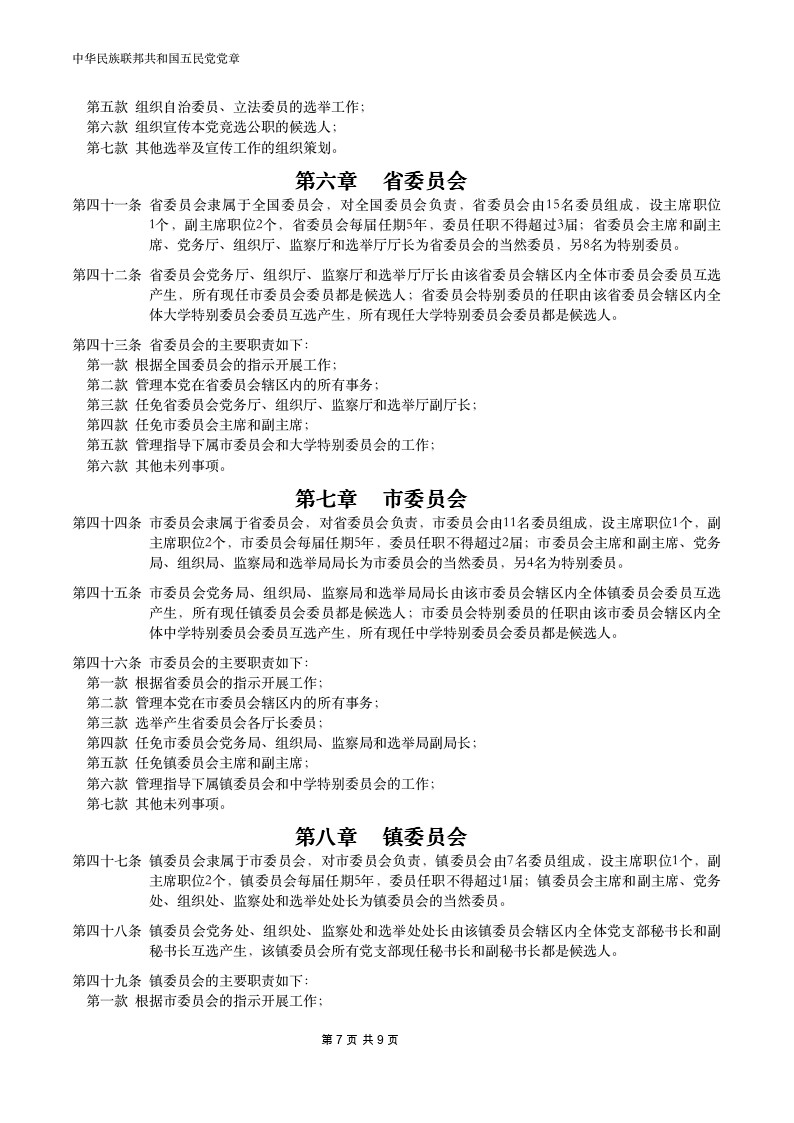 中华民族联邦共和国五民党党章
第五款 组织自治委员、立法委员的选举工作；
第六款 组织宣传本党竞选公职的候选人；
第七款 其他选举及宣传工作的组织策划。
第六章 省委员会
第四十一条 省委员会隶属于全国委员会，对全国委员会负责，省委员会由15名委员组成，设主席职位
1个，副主席职位2个，省委员会每届任期5年，委员任职不得超过3届；省委员会主席和副主
席、党务厅、组织厅、监察厅和选举厅厅长为省委员会的当然委员，另8名为特别委员。
第四十二条 省委员会党务厅、组织厅、监察厅和选举厅厅长由该省委员会辖区内全体市委员会委员互选
产生，所有现任市委员会委员都是候选人；省委员会特别委员的任职由该省委员会辖区内全
体大学特别委员会委员互选产生，所有现任大学特别委员会委员都是候选人。
第四十三条 省委员会的主要职责如下：
第一款 根据全国委员会的指示开展工作；
第二款 管理本党在省委员会辖区内的所有事务；
第三款 任免省委员会党务厅、组织厅、监察厅和选举厅副厅长；
第四款 任免市委员会主席和副主席；
第五款 管理指导下属市委员会和大学特别委员会的工作；
第六款 其他未列事项。
第七章 市委员会
第四十四条 市委员会隶属于省委员会，对省委员会负责，市委员会由11名委员组成，设主席职位1个，副
主席职位2个，市委员会每届任期5年，委员任职不得超过2届；市委员会主席和副主席、党务
局、组织局、监察局和选举局局长为市委员会的当然委员，另4名为特别委员。
第四十五条 市委员会党务局、组织局、监察局和选举局局长由该市委员会辖区内全体镇委员会委员互选
产生，所有现任镇委员会委员都是候选人；市委员会特别委员的任职由该市委员会辖区内全
体中学特别委员会委员互选产生，所有现任中学特别委员会委员都是候选人。
第四十六条 市委员会的主要职责如下：
第一款 根据省委员会的指示开展工作；
第二款 管理本党在市委员会辖区内的所有事务；
第三款 选举产生省委员会各厅长委员；
第四款 任免市委员会党务局、组织局、监察局和选举局副局长；
第五款 任免镇委员会主席和副主席；
第六款 管理指导下属镇委员会和中学特别委员会的工作；
第七款 其他未列事项。
第八章 镇委员会
第四十七条 镇委员会隶属于市委员会，对市委员会负责，镇委员会由7名委员组成，设主席职位1个，副
主席职位2个，镇委员会每届任期5年，委员任职不得超过1届；镇委员会主席和副主席、党务
处、组织处、监察处和选举处处长为镇委员会的当然委员。
第四十八条 镇委员会党务处、组织处、监察处和选举处处长由该镇委员会辖区内全体党支部秘书长和副
秘书长互选产生，该镇委员会所有党支部现任秘书长和副秘书长都是候选人。
第四十九条 镇委员会的主要职责如下：
第一款 根据市委员会的指示开展工作；
第 7 页 共 9 页